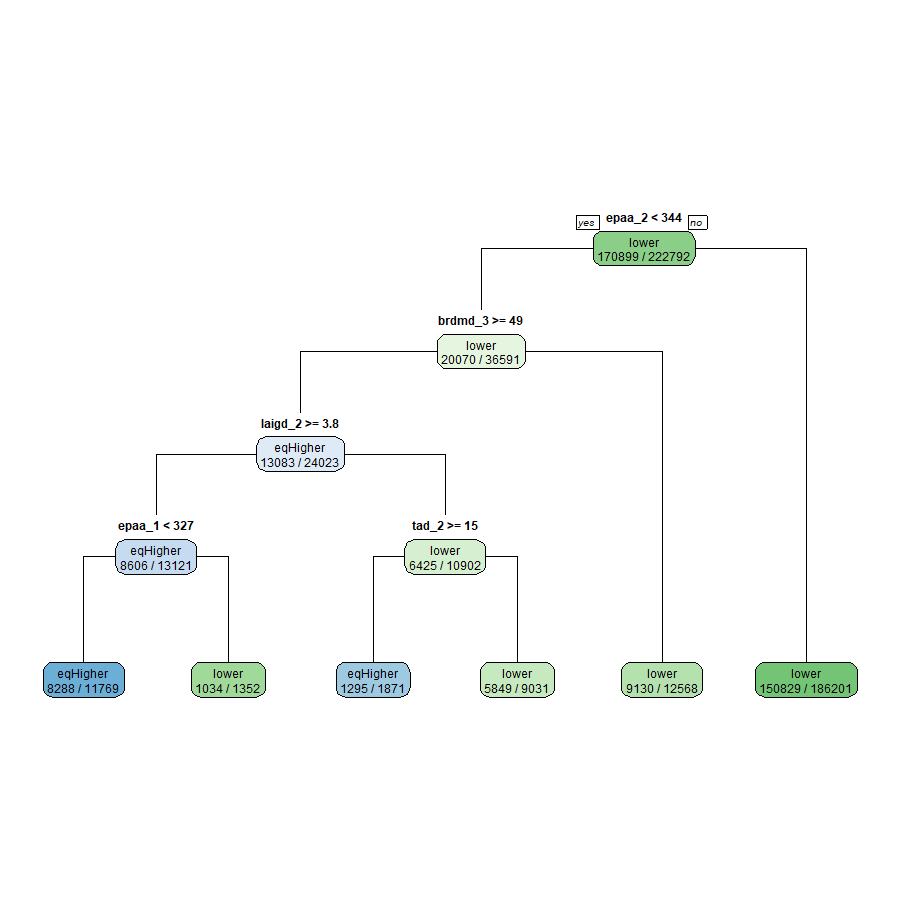 epaa_2 < 344
yes
no
lower
170899 / 222792
brdmd_3 >= 49
lower
20070 / 36591
laigd_2 >= 3.8
eqHigher
13083 / 24023
epaa_1 < 327
tad_2 >= 15
eqHigher
8606 / 13121
lower
6425 / 10902
eqHigher
8288 / 11769
lower
1034 / 1352
eqHigher
1295 / 1871
lower
5849 / 9031
lower
9130 / 12568
lower
150829 / 186201